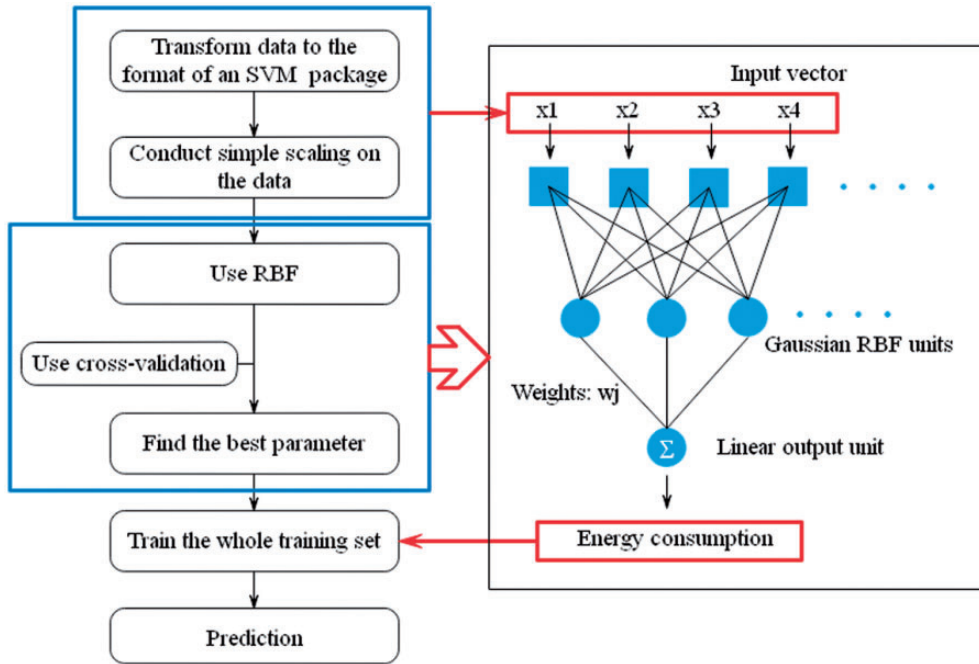 Transform data to the
format of an SVM package
Conduct simple scaling on
the data
Use RBF
Use cross-validation
Find the best parameter
Train the whole training set
Prediction
Input vector
x1 x2 x3 x4
Gaussian RBF units
Weights: wj
Σ
Linear output unit
Energy consumption